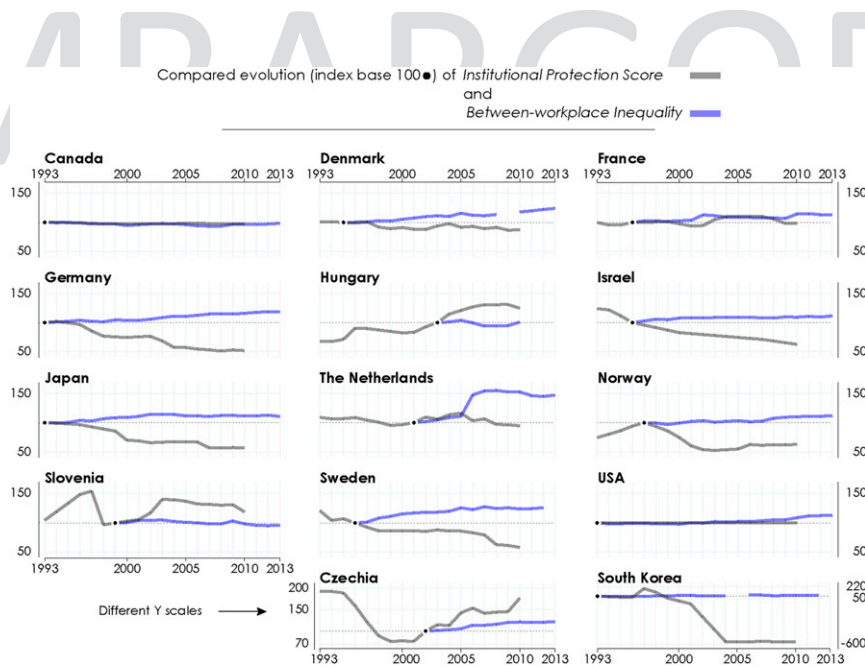 MBARGOE
Compared evolution (index base 100●) of Institutional Protection Score
and
Between-workplace Inequality
Canada Denmark France
1993 2000 2005 2010 2013 1993 2000 2005 2010 2013 1993 2000 2005 2010 2013
150 150
50 50
Germany Hungary Israel
150 150
50 50
Japan The Netherlands Norway
150 150
50 50
Slovenia Sweden USA
150 150
50 50
1993 2000 2005 2010 2013
Czechia South Korea
200 220
150 50
Different Y scales
70 -600
1993 2000 2005 2010 2013 1993 2000 2005 2010 2013